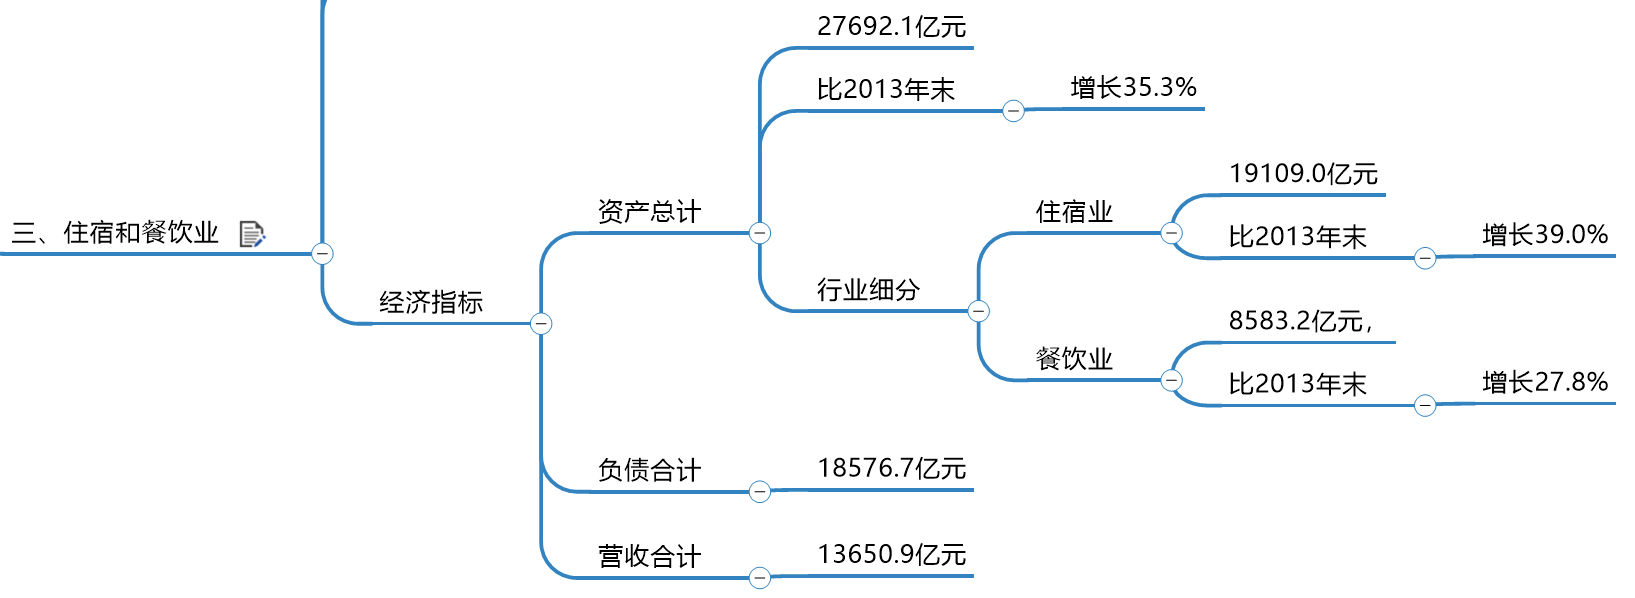 三、住宿和餐饮业
经济指标
资产总计
27692.1亿元
比2013年末
增长35.3%
行业细分
住宿业
19109.0亿元
比2013年末
增长39.0%
餐饮业
8583.2亿元，
比2013年末
增长27.8%
负债合计
18576.7亿元
营收合计
13650.9亿元